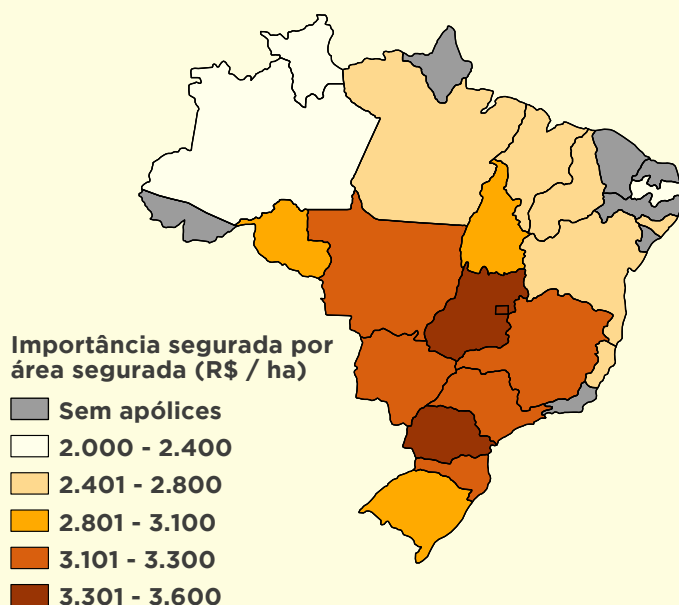 Importância segurada por
área segurada (R$ / ha)
Sem apólices
2.000 - 2.400
2.401 - 2.800
2.801 - 3.100
3.101 - 3.300
3.301 - 3.600